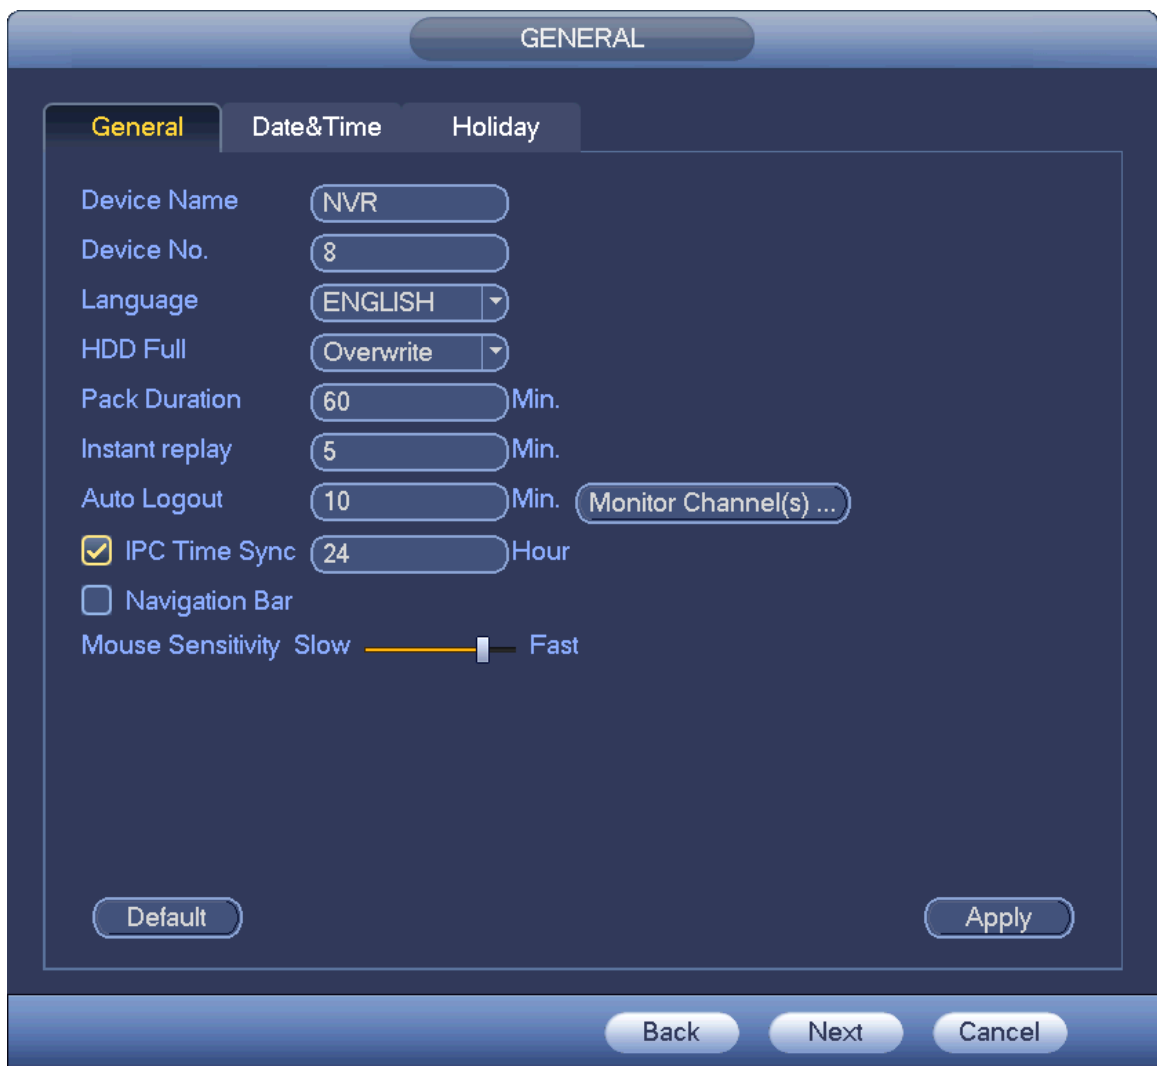 GENERAL
General Date&Time Holiday
Device Name NVR
Device No. 8
Language ENGLISH
HDD Full Overwrite
Pack Duration 60 Min.
Instant replay 5 Min.
Auto Logout 10 Min. Monitor Channel(s) ...
IPC Time Sync 24 Hour
Navigation Bar
Mouse Sensitivity Slow Fast
Default Apply
Back Next Cancel